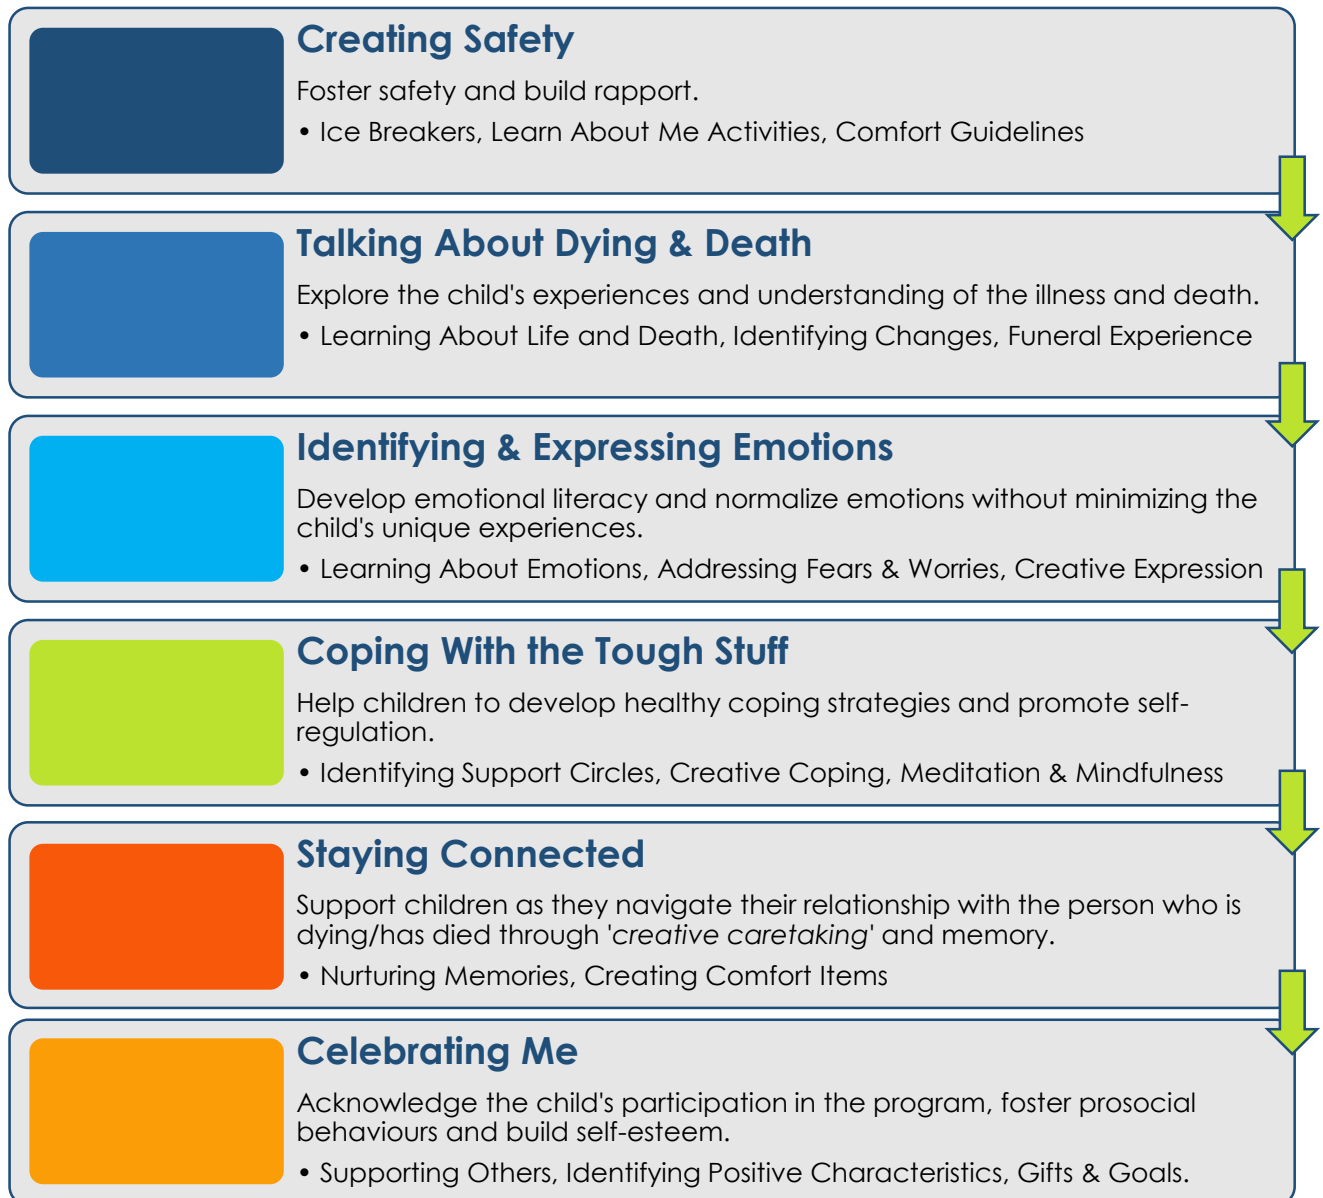 Creating Safety
Foster safety and build rapport.
• Ice Breakers, Learn About Me Activities, Comfort Guidelines
Talking About Dying & Death
Explore the child's experiences and understanding of the illness and death.
• Learning About Life and Death, Identifying Changes, Funeral Experience
Identifying & Expressing Emotions
Develop emotional literacy and normalize emotions without minimizing the
child's unique experiences.
• Learning About Emotions, Addressing Fears & Worries, Creative Expression
Coping With the Tough Stuff
Help children to develop healthy coping strategies and promote self-
regulation.
• Identifying Support Circles, Creative Coping, Meditation & Mindfulness
Staying Connected
Support children as they navigate their relationship with the person who is
dying/has died through 'creative caretaking' and memory.
• Nurturing Memories, Creating Comfort Items
Celebrating Me
Acknowledge the child's participation in the program, foster prosocial
behaviours and build self-esteem.
• Supporting Others, Identifying Positive Characteristics, Gifts & Goals.